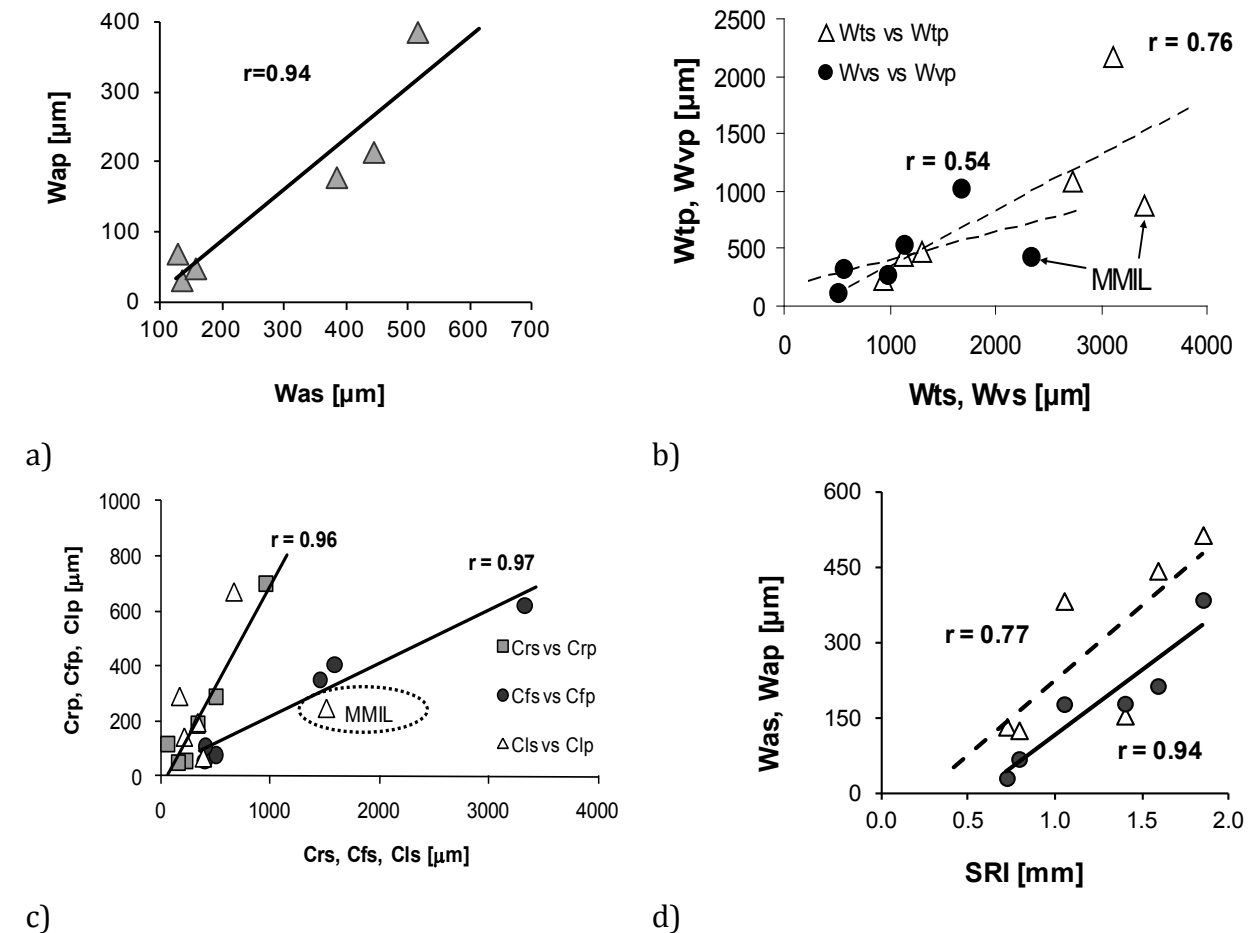 400
300
200
100
0
Wap [µm]
r=0.94
100 200 300 400 500 600 700
Was [µm]
a)
2500
2000
1500
1000
500
0
Wtp, Wvp [µm]
Wts vs Wtp
Wvs vs Wvp
r = 0.76
r = 0.54
MMIL
0 1000 2000 3000 4000
Wts, Wvs [µm]
b)
1000
800
600
400
200
0
Crp, Cfp, Clp [µm]
r = 0.96
r = 0.97
Crs vs Crp
Cfs vs Cfp
Cls vs Clp
MMIL
0 1000 2000 3000 4000
Crs, Cfs, Cls [µm]
c)
600
450
300
150
0
Was, Wap [µm]
r = 0.77
r = 0.94
0.0 0.5 1.0 1.5 2.0
SRI [mm]
d)